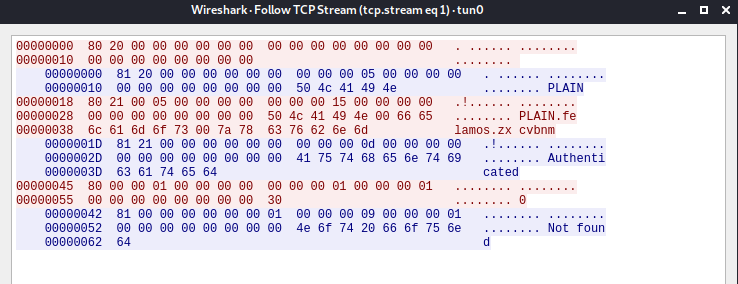 Wireshark · Follow TCP Stream (tcp.stream eq 1) · tun0
00000000  80 20 00 00 00 00 00 00  00 00 00 00 00 00 00 00  . ...... ........
00000010  00 00 00 00 00 00 00 00  ........
00000000  81 20 00 00 00 00 00 00  00 00 00 05 00 00 00 00  . ...... ........
00000010  00 00 00 00 00 00 00 00  50 4c 41 49 4e  ........ PLAIN
00000018  80 21 00 05 00 00 00 00  00 00 00 15 00 00 00 00  .!...... ........
00000028  00 00 00 00 00 00 00 00  50 4c 41 49 4e 00 66 65  ........ PLAIN.fe
00000038  6c 61 6d 6f 73 00 7a 78  63 76 62 6e 6d  lamos.zx cvbnm
0000001D  81 21 00 00 00 00 00 00  00 00 00 0d 00 00 00 00  .!...... ........
0000002D  00 00 00 00 00 00 00 00  41 75 74 68 65 6e 74 69  ........ Authenti
0000003D  63 61 74 65 64  cated
00000045  80 00 00 01 00 00 00 00  00 00 00 01 00 00 00 01  ........ ........
00000055  00 00 00 00 00 00 00 00  30  ........ 0
00000042  81 00 00 00 00 00 00 01  00 00 00 09 00 00 00 01  ........ ........
00000052  00 00 00 00 00 00 00 00  4e 6f 74 20 66 6f 75 6e  ........ Not foun
00000062  64  d